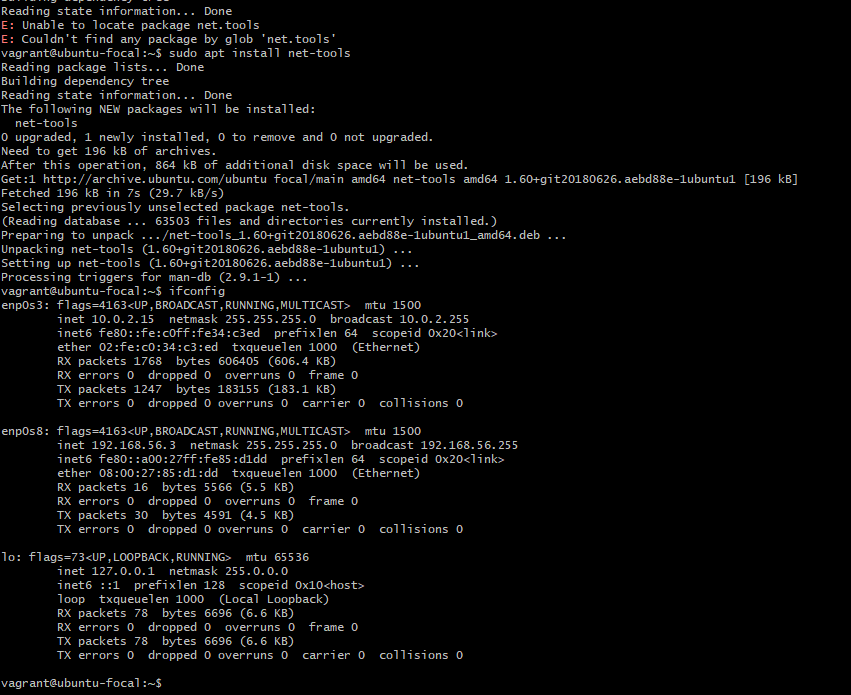 Reading state information... Done
E: Unable to locate package net.tools
E: Couldn't find any package by glob 'net.tools'
vagrant@ubuntu-focal:~$ sudo apt install net-tools
Reading package lists... Done
Building dependency tree
Reading state information... Done
The following NEW packages will be installed:
  net-tools
0 upgraded, 1 newly installed, 0 to remove and 0 not upgraded.
Need to get 196 kB of archives.
After this operation, 864 kB of additional disk space will be used.
Get:1 http://archive.ubuntu.com/ubuntu focal/main amd64 net-tools amd64 1.60+git20180626.aebd88e-1ubuntu1 [196 kB]
Fetched 196 kB in 7s (29.7 kB/s)
Selecting previously unselected package net-tools.
(Reading database ... 63503 files and directories currently installed.)
Preparing to unpack .../net-tools_1.60+git20180626.aebd88e-1ubuntu1_amd64.deb ...
Unpacking net-tools (1.60+git20180626.aebd88e-1ubuntu1) ...
Setting up net-tools (1.60+git20180626.aebd88e-1ubuntu1) ...
Processing triggers for man-db (2.9.1-1) ...
vagrant@ubuntu-focal:~$ ifconfig
enp0s3: flags=4163<UP,BROADCAST,RUNNING,MULTICAST>  mtu 1500
        inet 10.0.2.15  netmask 255.255.255.0  broadcast 10.0.2.255
        inet6 fe80::fe:c0ff:fe34:c3ed  prefixlen 64  scopeid 0x20<link>
        ether 02:fe:c0:34:c3:ed  txqueuelen 1000  (Ethernet)
        RX packets 1768  bytes 606405 (606.4 KB)
        RX errors 0  dropped 0  overruns 0  frame 0
        TX packets 1247  bytes 183155 (183.1 KB)
        TX errors 0  dropped 0 overruns 0  carrier 0  collisions 0

enp0s8: flags=4163<UP,BROADCAST,RUNNING,MULTICAST>  mtu 1500
        inet 192.168.56.3  netmask 255.255.255.0  broadcast 192.168.56.255
        inet6 fe80::a00:27ff:fe85:d1dd  prefixlen 64  scopeid 0x20<link>
        ether 08:00:27:85:d1:dd  txqueuelen 1000  (Ethernet)
        RX packets 16  bytes 5566 (5.5 KB)
        RX errors 0  dropped 0  overruns 0  frame 0
        TX packets 30  bytes 4591 (4.5 KB)
        TX errors 0  dropped 0 overruns 0  carrier 0  collisions 0

lo: flags=73<UP,LOOPBACK,RUNNING>  mtu 65536
        inet 127.0.0.1  netmask 255.0.0.0
        inet6 ::1  prefixlen 128  scopeid 0x10<host>
        loop  txqueuelen 1000  (Local Loopback)
        RX packets 78  bytes 6696 (6.6 KB)
        RX errors 0  dropped 0  overruns 0  frame 0
        TX packets 78  bytes 6696 (6.6 KB)
        TX errors 0  dropped 0 overruns 0  carrier 0  collisions 0

vagrant@ubuntu-focal:~$